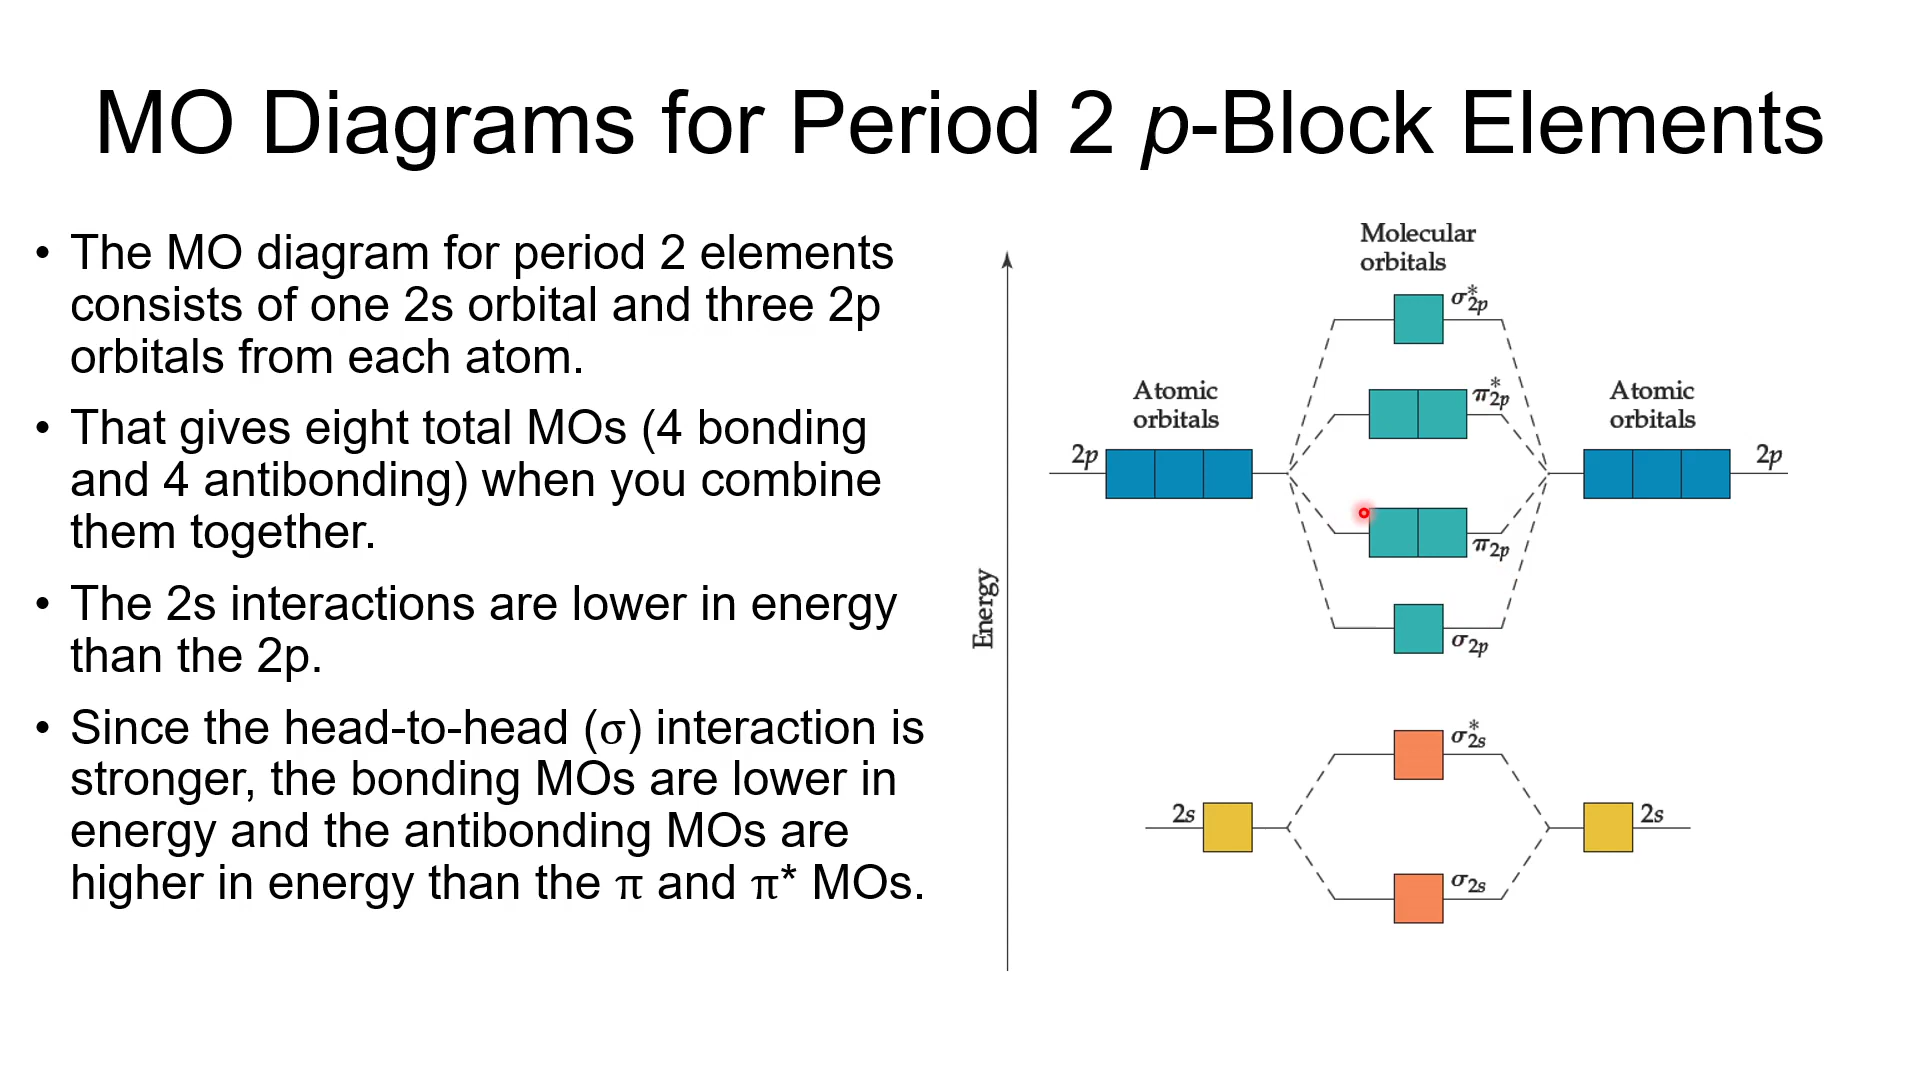 MO Diagrams for Period 2 p-Block Elements
• The MO diagram for period 2 elements
consists of one 2s orbital and three 2p
orbitals from each atom.
• That gives eight total MOs (4 bonding
and 4 antibonding) when you combine
them together.
• The 2s interactions are lower in energy
than the 2p.
• Since the head-to-head (σ) interaction is
stronger, the bonding MOs are lower in
energy and the antibonding MOs are
higher in energy than the π and π* MOs.
Energy
Molecular
orbitals
σ*2p
π*2p
Atomic
orbitals
2p
Atomic
orbitals
2p
π2p
σ2p
σ*2s
2s
2s
σ2s